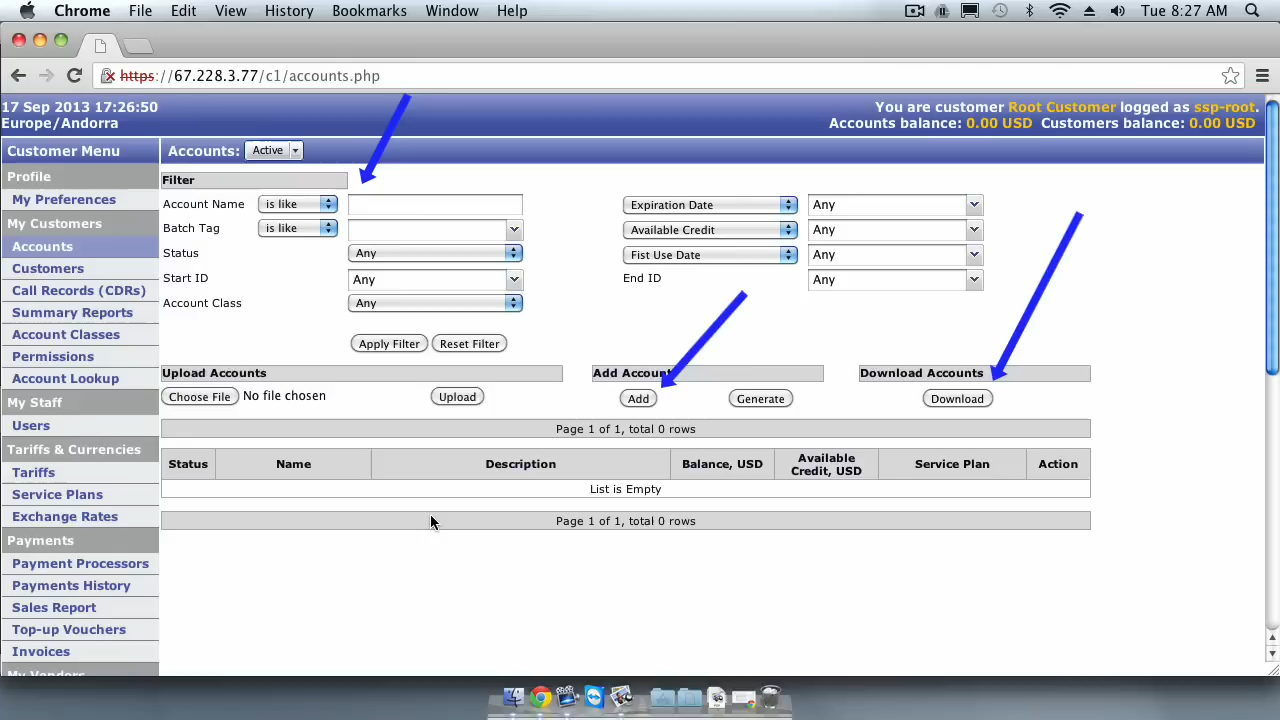 Chrome File Edit View History Bookmarks Window Help Tue 8:27 AM
https://67.228.3.77/c1/accounts.php
17 Sep 2013 17:26:50
Europe/Andorra
You are customer Root Customer logged as ssp-root.
Accounts balance: 0.00 USD Customers balance: 0.00 USD
Customer Menu
Profile
My Preferences
My Customers
Accounts
Customers
Call Records (CDRs)
Summary Reports
Account Classes
Permissions
Account Lookup
My Staff
Users
Tariffs & Currencies
Tariffs
Service Plans
Exchange Rates
Payments
Payment Processors
Payments History
Sales Report
Top-up Vouchers
Invoices
My Vendors
Accounts: Active
Filter
Account Name is like Expiration Date Any
Batch Tag is like Available Credit Any
Status Any Fist Use Date Any
Start ID Any End ID Any
Account Class Any
Apply Filter Reset Filter
Upload Accounts Add Account Download Accounts
Choose File No file chosen Upload Add Generate Download
Page 1 of 1, total 0 rows
Status Name Description Balance, USD Available Credit, USD Service Plan Action
List is Empty
Page 1 of 1, total 0 rows